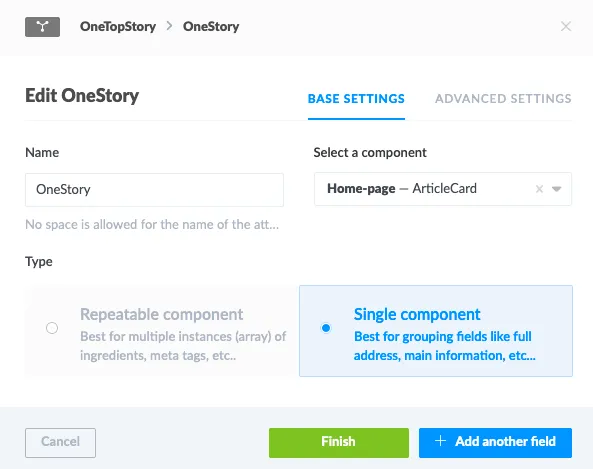 OneTopStory > OneStory
Edit OneStory
BASE SETTINGS
ADVANCED SETTINGS
Name
Select a component
OneStory
Home-page — ArticleCard
No space is allowed for the name of the att...
Type
Repeatable component
Best for multiple instances (array) of
ingredients, meta tags, etc..
Single component
Best for grouping fields like full
address, main information, etc...
Cancel
Finish
+ Add another field